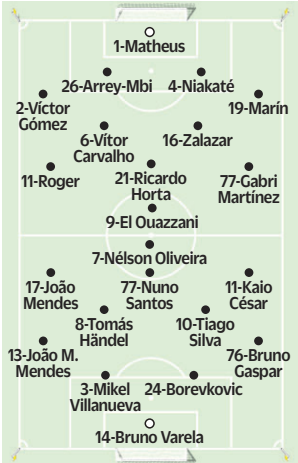 1-Matheus
26-Arrey-Mbi
4-Niakaté
2-Víctor
Gómez
19-Marín
6-Vítor
Carvalho
16-Zalazar
11-Roger
21-Ricardo
Horta
77-Gabri
Martínez
9-El Ouazzani
7-Nélson Oliveira
17-João
Mendes
77-Nuno
Santos
11-Kaio
César
8-Tomás
Händel
10-Tiago
Silva
13-João M.
Mendes
76-Bruno
Gaspar
3-Mikel
Villanueva
24-Borevkovic
14-Bruno Varela